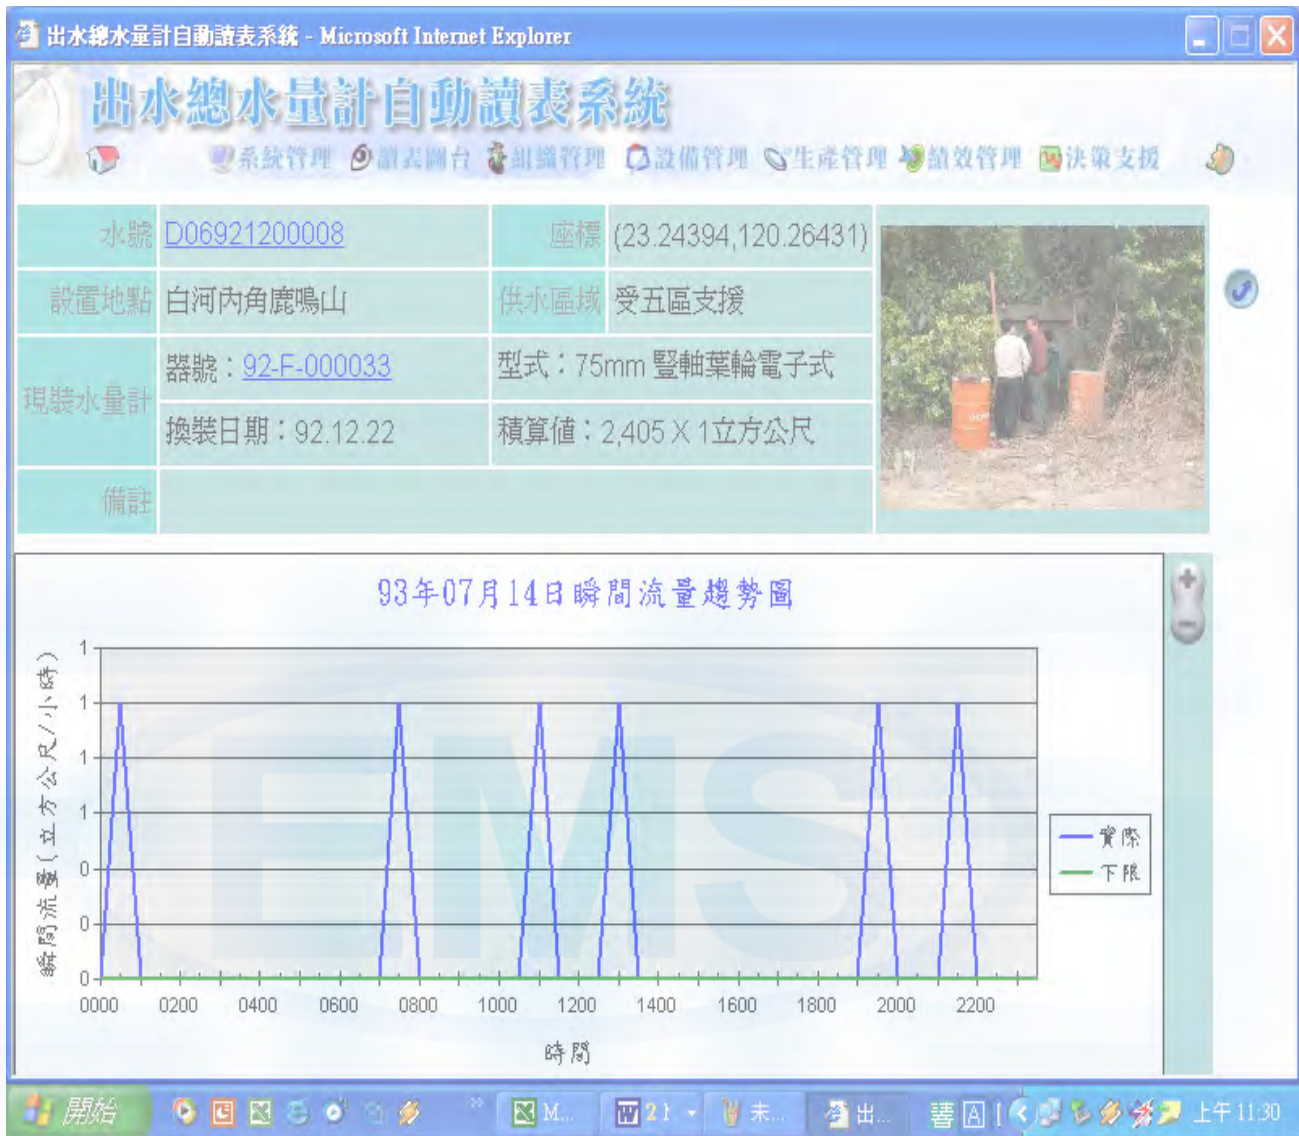 出水總水量計自動讀表系統 - Microsoft Internet Explorer
出水總水量計自動讀表系統
系統管理 讀表圖台 組織管理 設備管理 生產管理 績效管理 決策支援
水號 D06921200008 座標 (23.24394,120.26431)
設置地點 白河內角鹿鳴山 供水區域 受五區支援
現裝水量計 器號：92-F-000033 型式：75mm 豎軸葉輪電子式
換裝日期：92.12.22 積算值：2,405 X 1立方公尺
備註
93年07月14日瞬間流量趨勢圖
瞬間流量(立方公尺/小時)
1
1
1
1
0
0
0
0000 0200 0400 0600 0800 1000 1200 1400 1600 1800 2000 2200
時間
實際
下限
EMS
開始 M... 2 未... 出... 上午 11:30